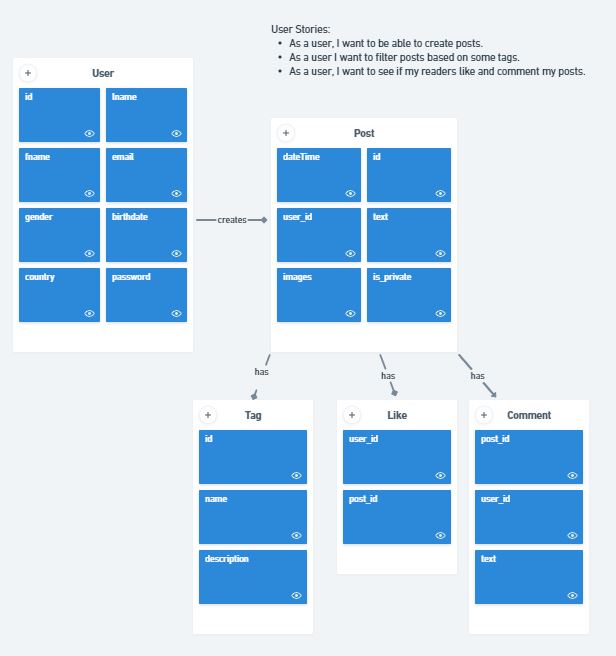 User Stories:
• As a user, I want to be able to create posts.
• As a user I want to filter posts based on some tags.
• As a user, I want to see if my readers like and comment my posts.
+ User
id lname
fname email
gender birthdate
country password
creates
+ Post
dateTime id
user_id text
images is_private
has has has
+ Tag
id
name
description
+ Like
user_id
post_id
+ Comment
post_id
user_id
text